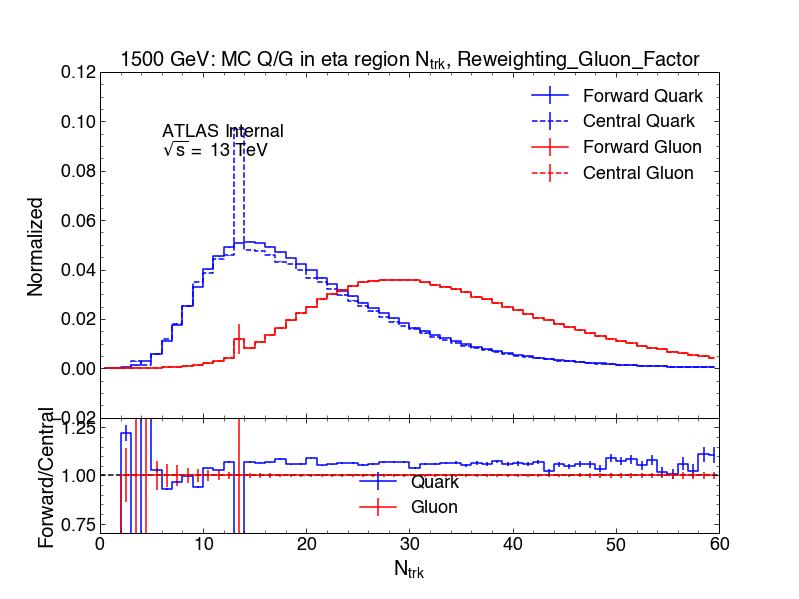 1500 GeV: MC Q/G in eta region N_trk, Reweighting_Gluon_Factor
0.12
0.10
0.08
0.06
0.04
0.02
0.00
−0.02
Normalized
ATLAS Internal
√s = 13 TeV
Forward Quark
Central Quark
Forward Gluon
Central Gluon
1.25
1.00
0.75
Forward/Central
Quark
Gluon
0 10 20 30 40 50 60
N_trk